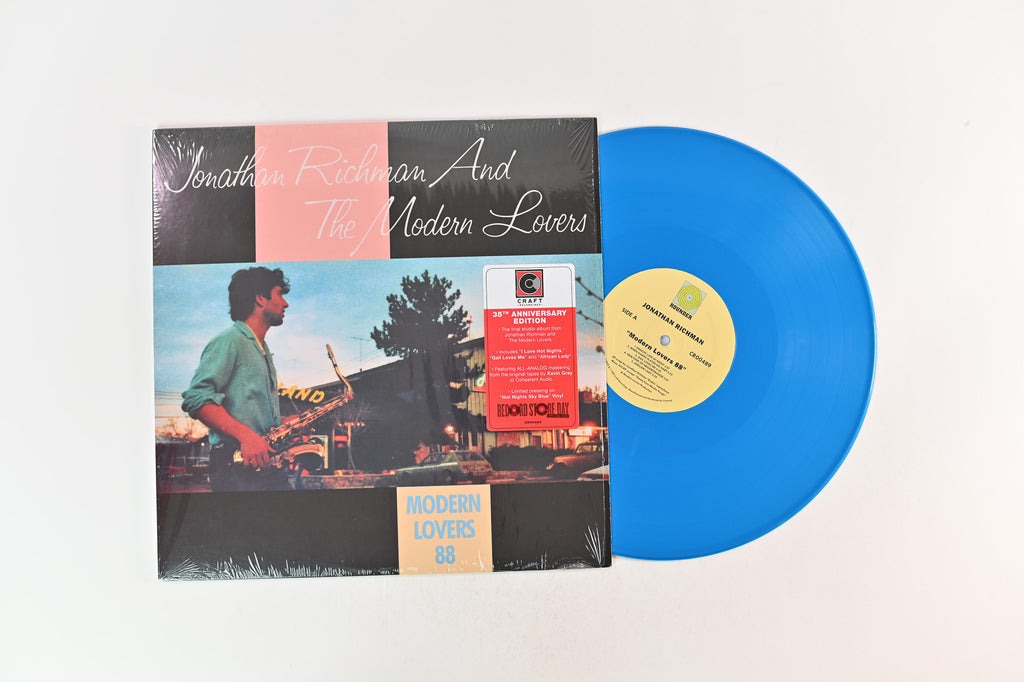 Jonathan Richman And
The Modern Lovers
AND
C
CRAFT
RECORDINGS
35TH ANNIVERSARY
EDITION
• The final studio album from
Jonathan Richman and
The Modern Lovers
• Includes "I Love Hot Nights,"
"Gail Loves Me" and "African Lady"
• Featuring ALL-ANALOG mastering
from the original tapes by Kevin Gray
at Cohearent Audio.
• Limited pressing on
"Hot Nights Sky Blue" Vinyl
RECORD STORE DAY
CR00489
MODERN
LOVERS
88
ROUNDER
JONATHAN RICHMAN
SIDE A
"Modern Lovers 88"
CR00489